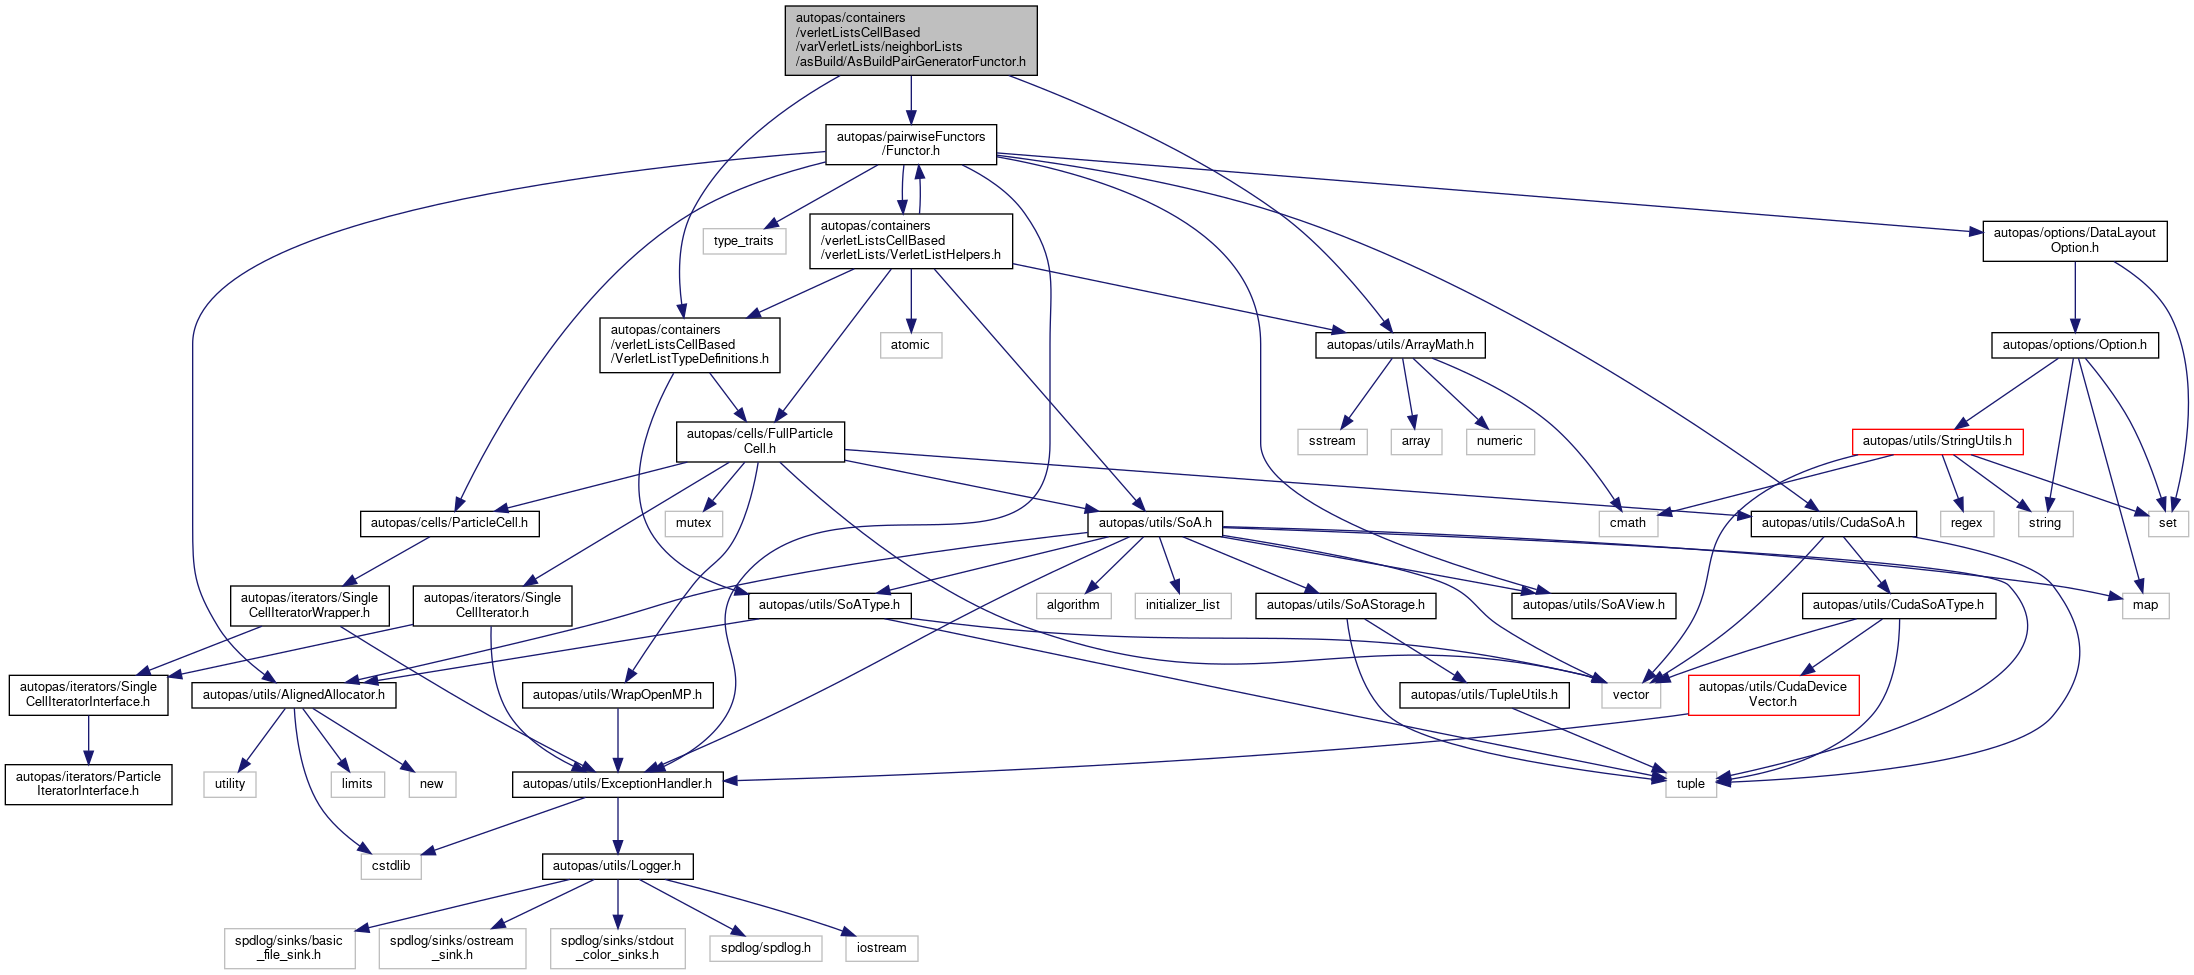 autopas/containers
/verletListsCellBased
/varVerletLists/neighborLists
/asBuild/AsBuildPairGeneratorFunctor.h
autopas/pairwiseFunctors
/Functor.h
type_traits
autopas/containers
/verletListsCellBased
/verletLists/VerletListHelpers.h
autopas/options/DataLayout
Option.h
autopas/containers
/verletListsCellBased
/VerletListTypeDefinitions.h
atomic
autopas/utils/ArrayMath.h
autopas/options/Option.h
autopas/cells/FullParticle
Cell.h
sstream
array
numeric
autopas/utils/StringUtils.h
autopas/cells/ParticleCell.h
mutex
autopas/utils/SoA.h
cmath
autopas/utils/CudaSoA.h
regex
string
set
autopas/iterators/Single
CellIteratorWrapper.h
autopas/iterators/Single
CellIterator.h
autopas/utils/SoAType.h
algorithm
initializer_list
autopas/utils/SoAStorage.h
autopas/utils/SoAView.h
autopas/utils/CudaSoAType.h
map
autopas/iterators/Single
CellIteratorInterface.h
autopas/utils/AlignedAllocator.h
autopas/utils/WrapOpenMP.h
autopas/utils/TupleUtils.h
vector
autopas/utils/CudaDevice
Vector.h
autopas/iterators/Particle
IteratorInterface.h
utility
limits
new
autopas/utils/ExceptionHandler.h
tuple
cstdlib
autopas/utils/Logger.h
spdlog/sinks/basic
_file_sink.h
spdlog/sinks/ostream
_sink.h
spdlog/sinks/stdout
_color_sinks.h
spdlog/spdlog.h
iostream